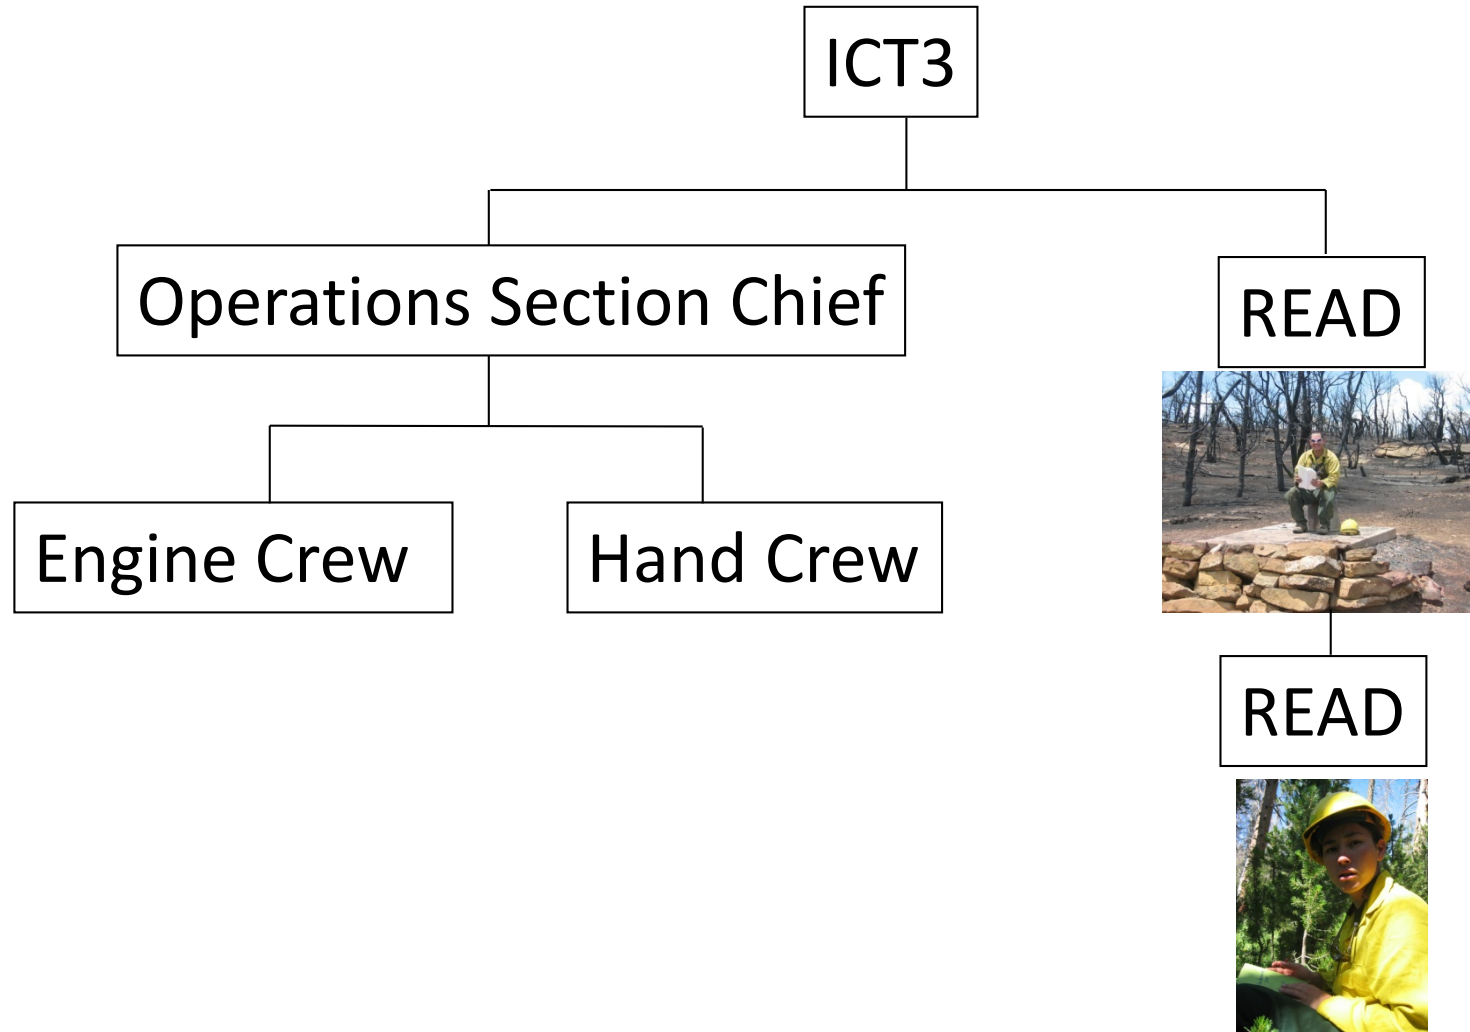 ICT3
Operations Section Chief
READ
Engine Crew
Hand Crew
READ